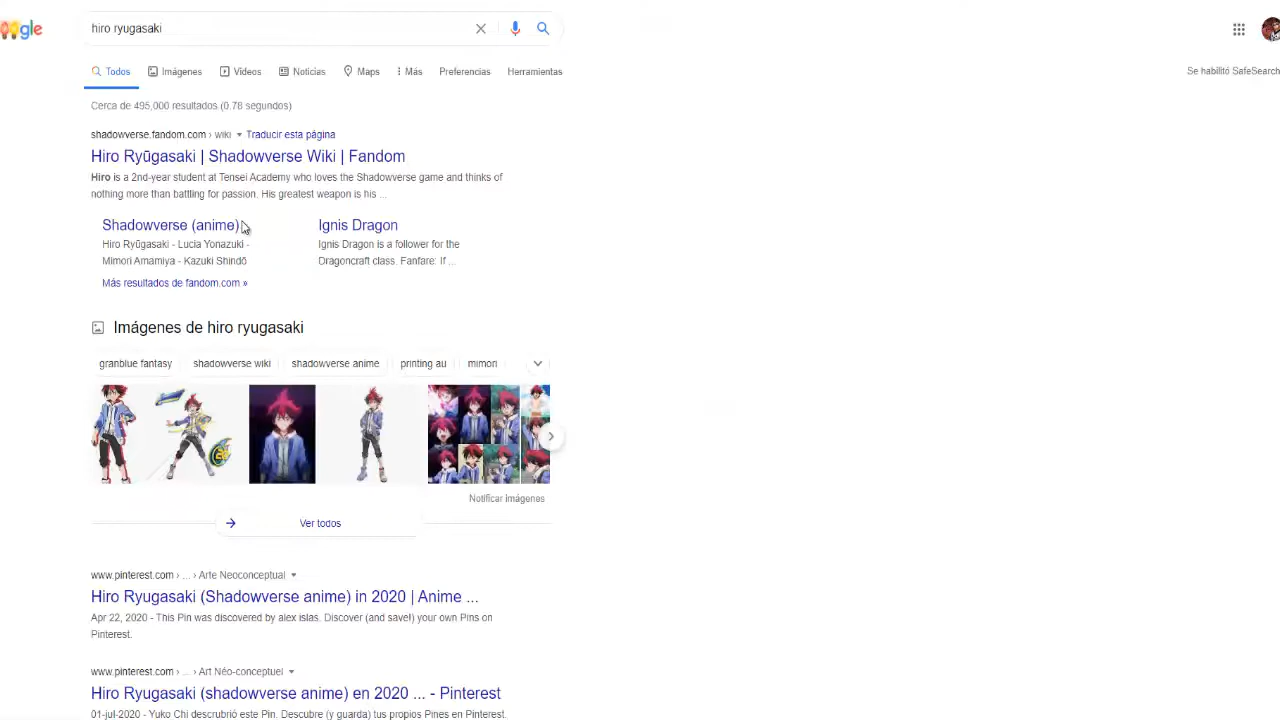 gle
hiro ryugasaki
Todos Imágenes Videos Noticias Maps Más Preferencias Herramientas
Se habilitó SafeSearch
Cerca de 495,000 resultados (0.78 segundos)
shadowverse.fandom.com › wiki Traducir esta página
Hiro Ryūgasaki | Shadowverse Wiki | Fandom
Hiro is a 2nd-year student at Tensei Academy who loves the Shadowverse game and thinks of
nothing more than battling for passion. His greatest weapon is his ...
Shadowverse (anime)
Hiro Ryūgasaki - Lucia Yonazuki -
Mimori Amamiya - Kazuki Shindō
Ignis Dragon
Ignis Dragon is a follower for the
Dragoncraft class. Fanfare: If ...
Más resultados de fandom.com »
Imágenes de hiro ryugasaki
granblue fantasy shadowverse wiki shadowverse anime printing au mimori
Notificar imágenes
Ver todos
www.pinterest.com › ... › Arte Neoconceptual
Hiro Ryugasaki (Shadowverse anime) in 2020 | Anime ...
Apr 22, 2020 - This Pin was discovered by alex islas. Discover (and save!) your own Pins on
Pinterest.
www.pinterest.com › ... › Art Néo-conceptuel
Hiro Ryugasaki (shadowverse anime) en 2020 ... - Pinterest
01-jul-2020 - Yuko Chi descrubrió este Pin. Descubre (y guarda) tus propios Pines en Pinterest.